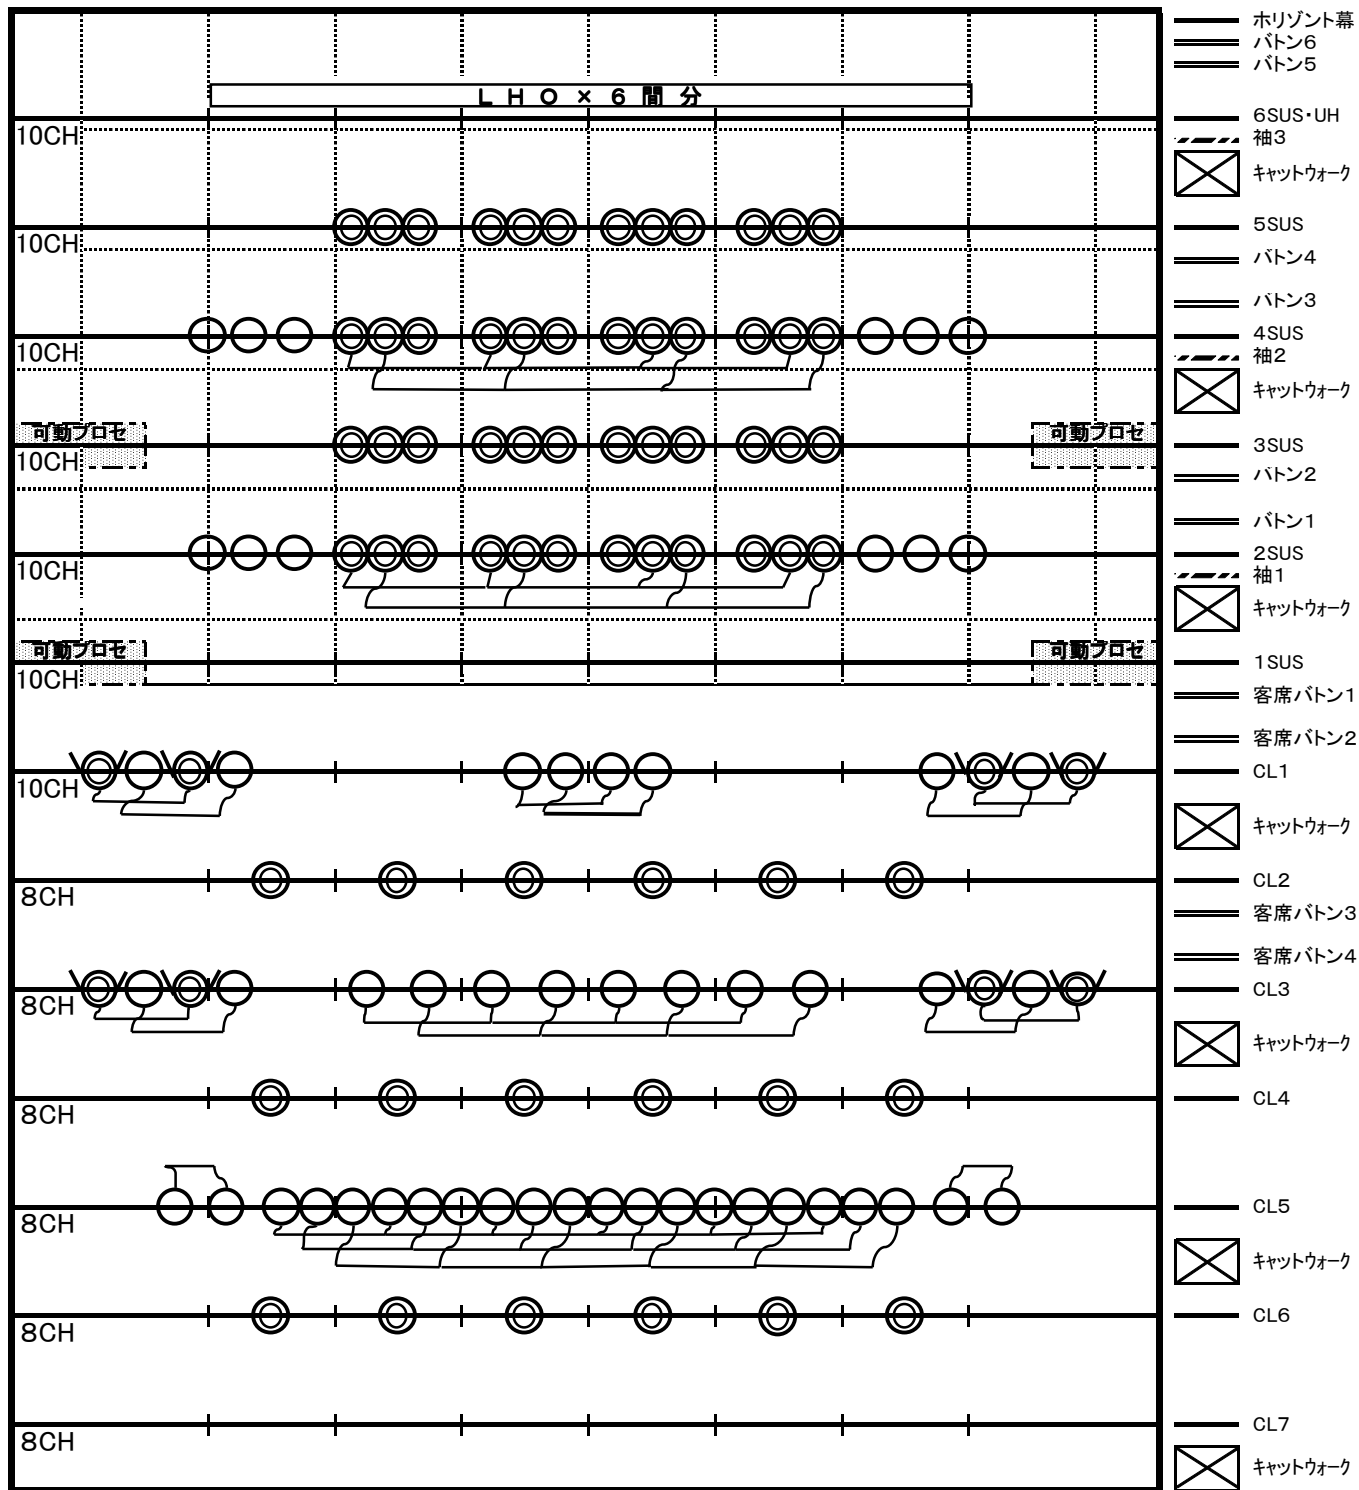 ホリゾント幕
バトン6
バトン5
LHO×6間分
6SUS・UH
10CH
袖3
キャットウォーク
5SUS
10CH
バトン4
バトン3
4SUS
10CH
袖2
キャットウォーク
可動プロセ
可動プロセ
3SUS
10CH
バトン2
バトン1
2SUS
10CH
袖1
キャットウォーク
可動プロセ
可動プロセ
1SUS
10CH
客席バトン1
客席バトン2
CL1
10CH
キャットウォーク
CL2
8CH
客席バトン3
客席バトン4
CL3
8CH
キャットウォーク
CL4
8CH
CL5
8CH
キャットウォーク
CL6
8CH
CL7
8CH
キャットウォーク